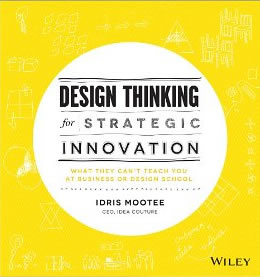 DESIGN THINKING
for STRATEGIC
INNOVATION
WHAT THEY CAN'T TEACH YOU
AT BUSINESS OR DESIGN SCHOOL
IDRIS MOOTEE
CEO, IDEA COUTURE
WILEY